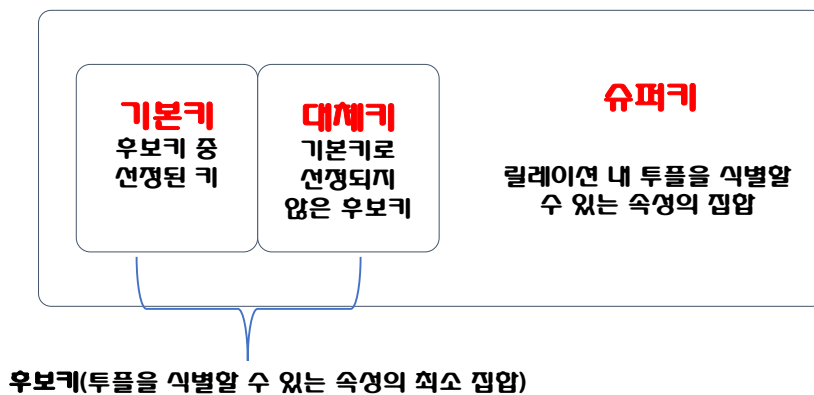 기본키
후보키 중
선정된 키
대체키
기본키로
선정되지
않은 후보키
슈퍼키
릴레이션 내 투플을 식별할
수 있는 속성의 집합
후보키(투플을 식별할 수 있는 속성의 최소 집합)